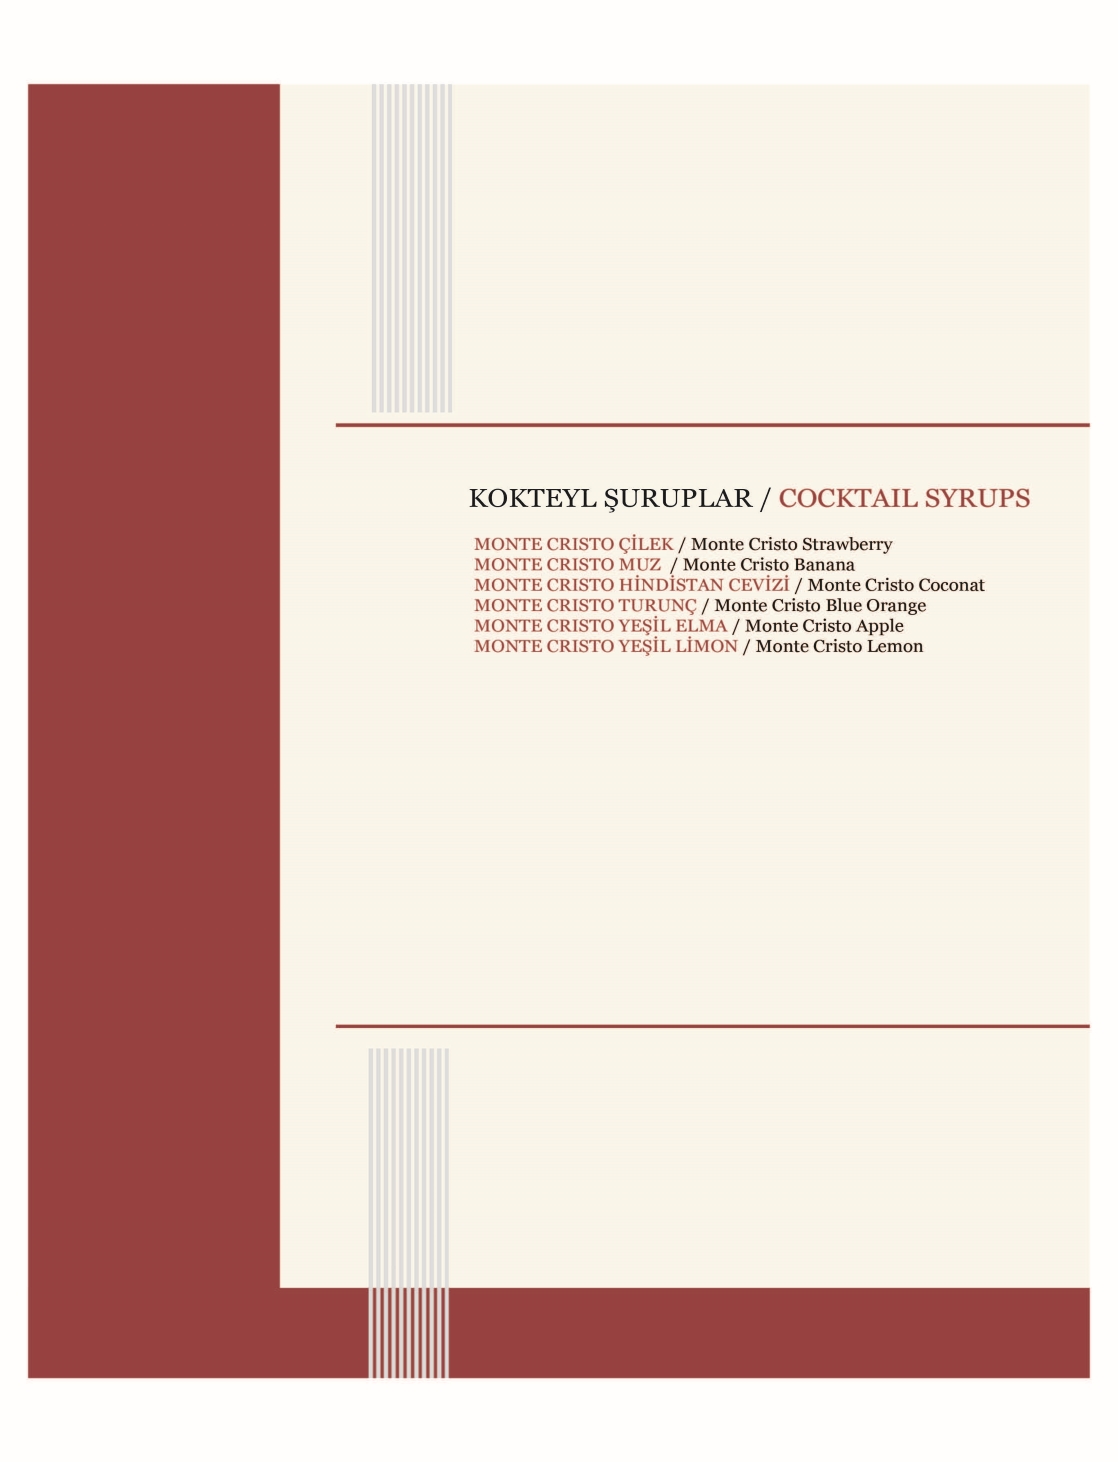 KOKTEYL ŞURUPLAR / COCKTAIL SYRUPS
MONTE CRISTO ÇİLEK / Monte Cristo Strawberry
MONTE CRISTO MUZ / Monte Cristo Banana
MONTE CRISTO HİNDİSTAN CEVİZİ / Monte Cristo Coconat
MONTE CRISTO TURUNÇ / Monte Cristo Blue Orange
MONTE CRISTO YEŞİL ELMA / Monte Cristo Apple
MONTE CRISTO YEŞİL LİMON / Monte Cristo Lemon